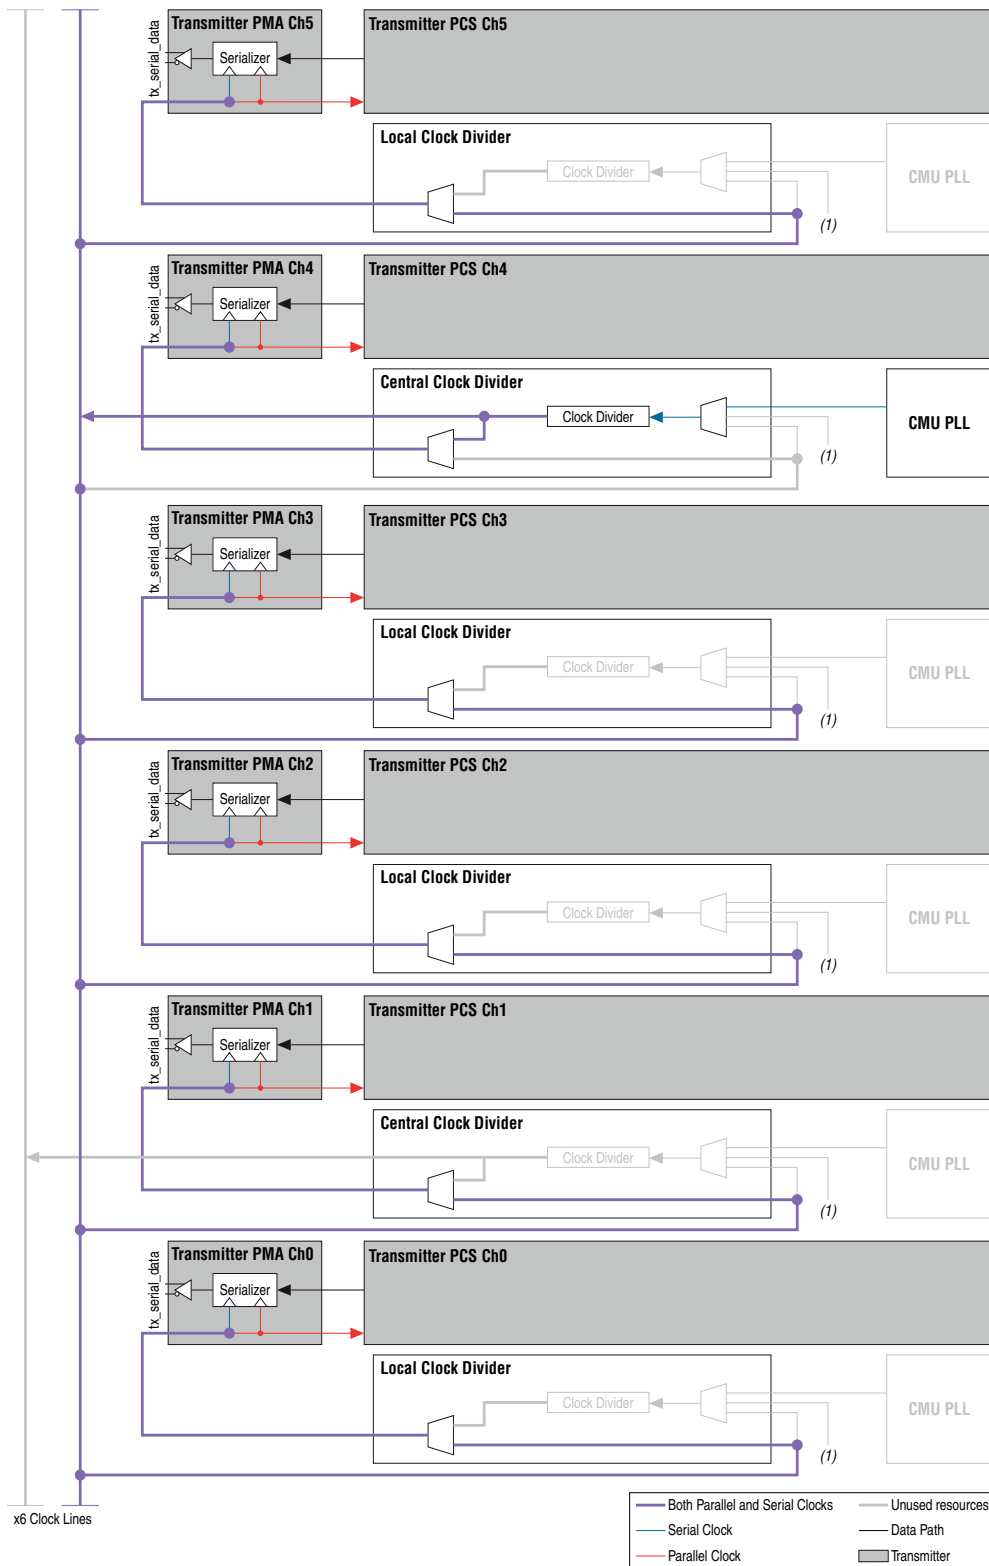 Transmitter PMA Ch5
Transmitter PCS Ch5
tx_serial_data
Serializer
Local Clock Divider
Clock Divider
CMU PLL
(1)
Transmitter PMA Ch4
Transmitter PCS Ch4
tx_serial_data
Serializer
Central Clock Divider
Clock Divider
CMU PLL
(1)
Transmitter PMA Ch3
Transmitter PCS Ch3
tx_serial_data
Serializer
Local Clock Divider
Clock Divider
CMU PLL
(1)
Transmitter PMA Ch2
Transmitter PCS Ch2
tx_serial_data
Serializer
Local Clock Divider
Clock Divider
CMU PLL
(1)
Transmitter PMA Ch1
Transmitter PCS Ch1
tx_serial_data
Serializer
Central Clock Divider
Clock Divider
CMU PLL
(1)
Transmitter PMA Ch0
Transmitter PCS Ch0
tx_serial_data
Serializer
Local Clock Divider
Clock Divider
CMU PLL
(1)
x6 Clock Lines
Both Parallel and Serial Clocks
Unused resources
Serial Clock
Data Path
Parallel Clock
Transmitter